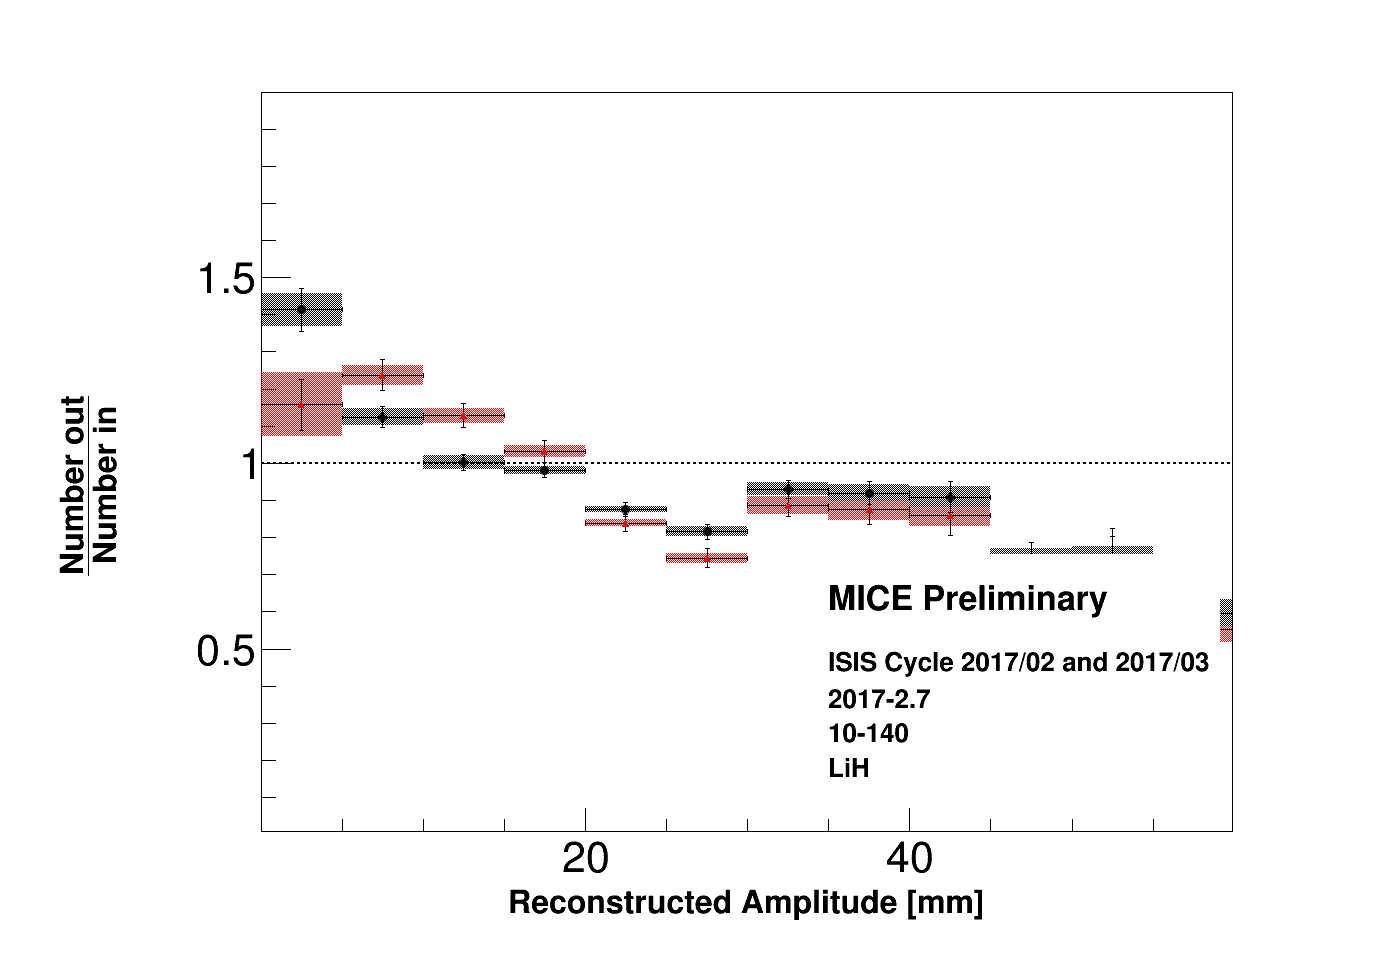 1.5
1
0.5
Number out
Number in
MICE Preliminary
ISIS Cycle 2017/02 and 2017/03
2017-2.7
10-140
LiH
20
40
Reconstructed Amplitude [mm]